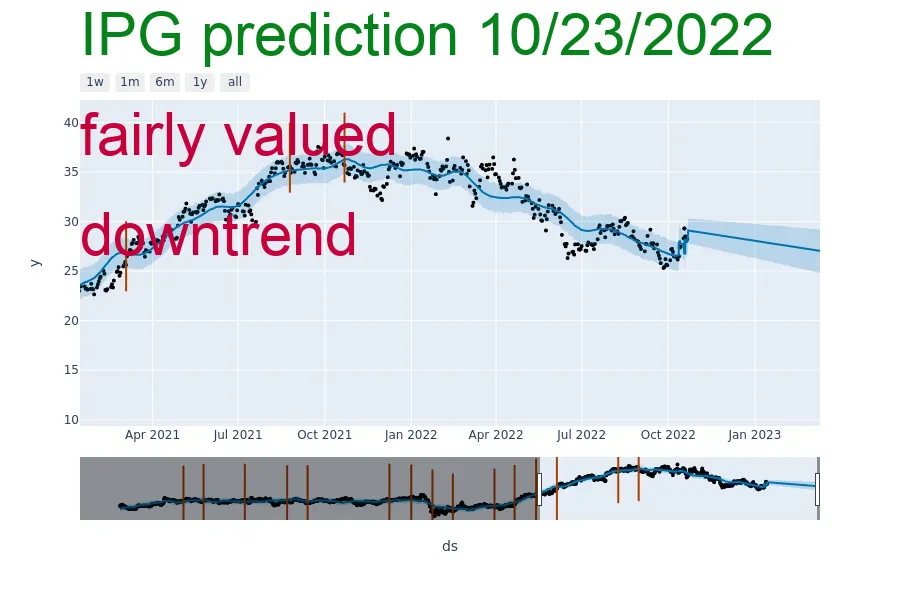 IPG prediction 10/23/2022
1w 1m 6m 1y all
fairly valued
downtrend
40
35
30
25
20
15
10
y
Apr 2021 Jul 2021 Oct 2021 Jan 2022 Apr 2022 Jul 2022 Oct 2022 Jan 2023
ds